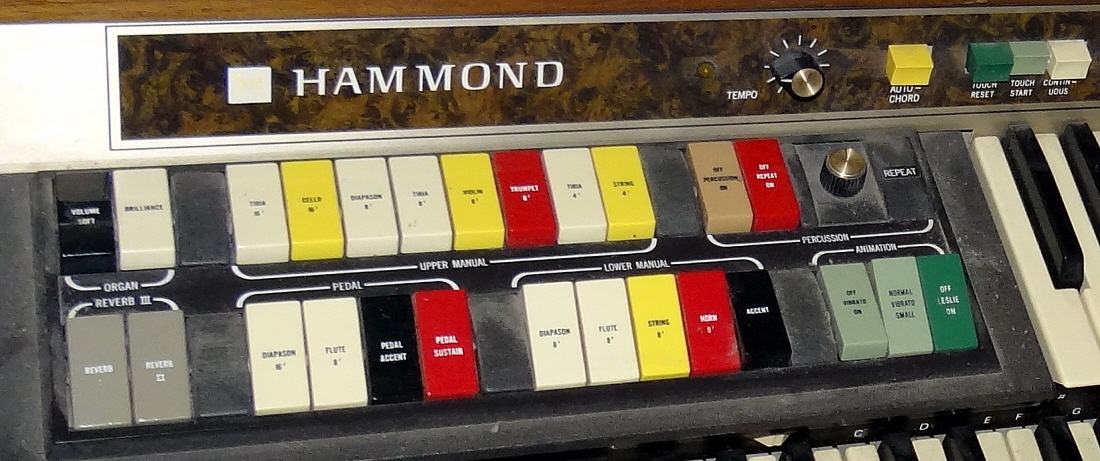 HAMMOND
TEMPO
AUTO-
CHORD
TOUCH
RESET
TOUCH
START
CONTIN-
UOUS
VOLUME
SOFT
BRILLIANCE
TIBIA
16'
CELLO
16'
DIAPASON
8'
TIBIA
8'
VIOLIN
8'
TRUMPET
8'
TIBIA
4'
STRING
4'
OFF
PERCUSSION
ON
OFF
REPEAT
ON
REPEAT
ORGAN
UPPER MANUAL
PERCUSSION
REVERB III
PEDAL
LOWER MANUAL
ANIMATION
REVERB
REVERB
II
DIAPASON
16'
FLUTE
8'
PEDAL
ACCENT
PEDAL
SUSTAIN
DIAPASON
8'
FLUTE
8'
STRING
8'
HORN
8'
ACCENT
OFF
VIBRATO
ON
NORMAL
VIBRATO
SMALL
OFF
LESLIE
ON
C D E F G